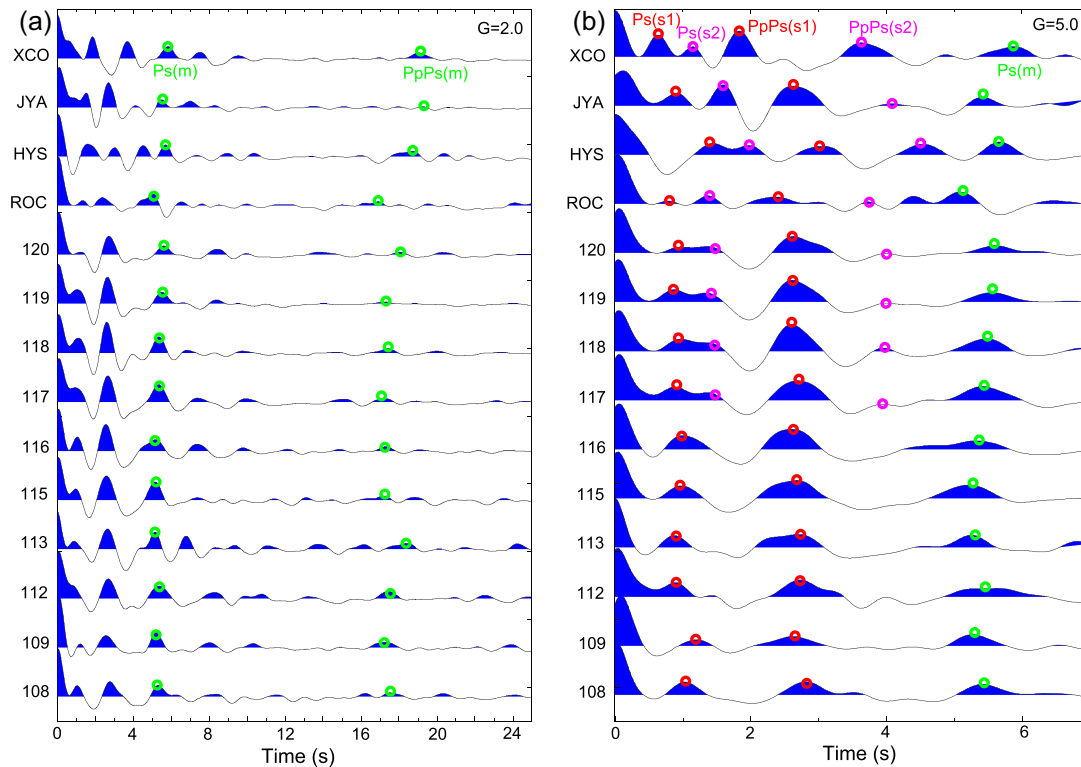 (a)
G=2.0
XCO
Ps(m)
PpPs(m)
JYA
HYS
ROC
120
119
118
117
116
115
113
112
109
108
0
4
8
12
16
20
24
Time (s)
(b)
G=5.0
Ps(s1)
Ps(s2)
PpPs(s1)
PpPs(s2)
XCO
Ps(m)
JYA
HYS
ROC
120
119
118
117
116
115
113
112
109
108
0
2
4
6
Time (s)